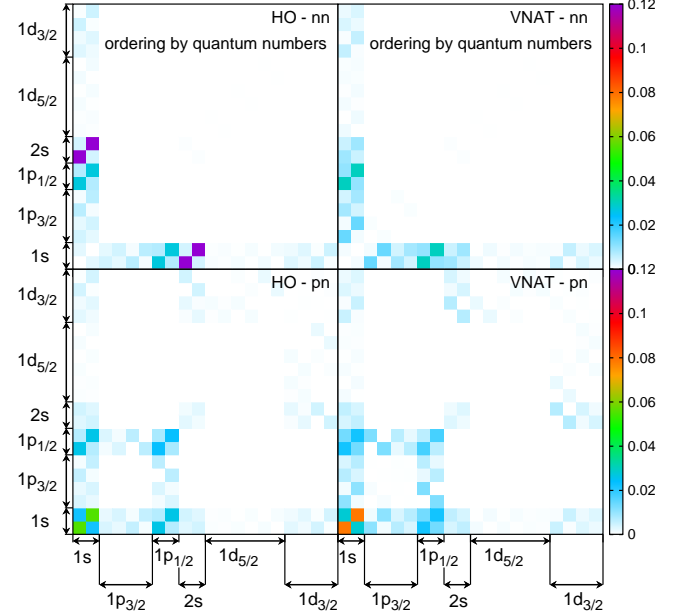 HO - nn
VNAT - nn
ordering by quantum numbers
ordering by quantum numbers
1d3/2
1d5/2
2s
1p1/2
1p3/2
1s
0.12
0.1
0.08
0.06
0.04
0.02
0
HO - pn
VNAT - pn
1d3/2
1d5/2
2s
1p1/2
1p3/2
1s
0.12
0.1
0.08
0.06
0.04
0.02
0
1s
1p1/2
1d5/2
1s
1p1/2
1d5/2
1p3/2
2s
1d3/2
1p3/2
2s
1d3/2